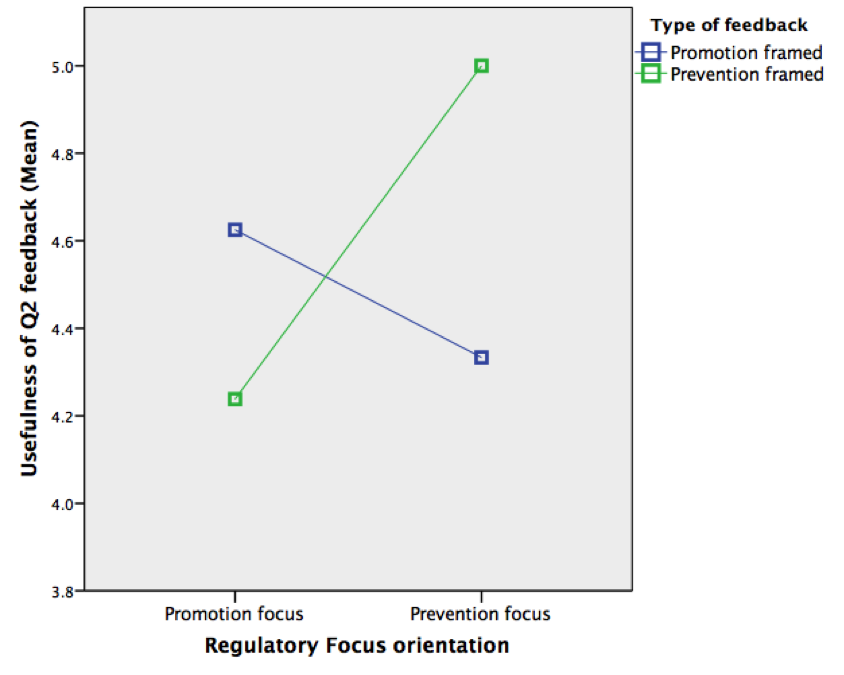 Type of feedback
Promotion framed
Prevention framed
Usefulness of Q2 feedback (Mean)
5.0
4.8
4.6
4.4
4.2
4.0
3.8
Promotion focus
Prevention focus
Regulatory Focus orientation